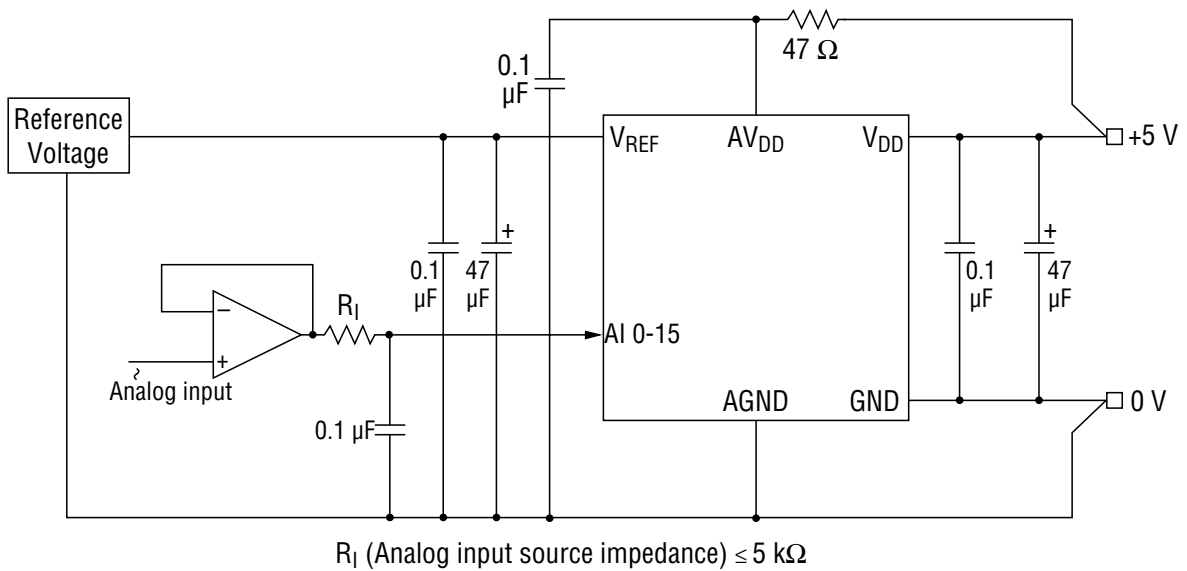 47 Ω
0.1
µF
Reference
Voltage
V_REF
AV_DD
V_DD
+5 V
+
+
0.1
µF
47
µF
0.1
µF
47
µF
R_I
−
+
AI 0-15
~
Analog input
0.1 µF
AGND
GND
0 V
R_I (Analog input source impedance) ≤ 5 kΩ